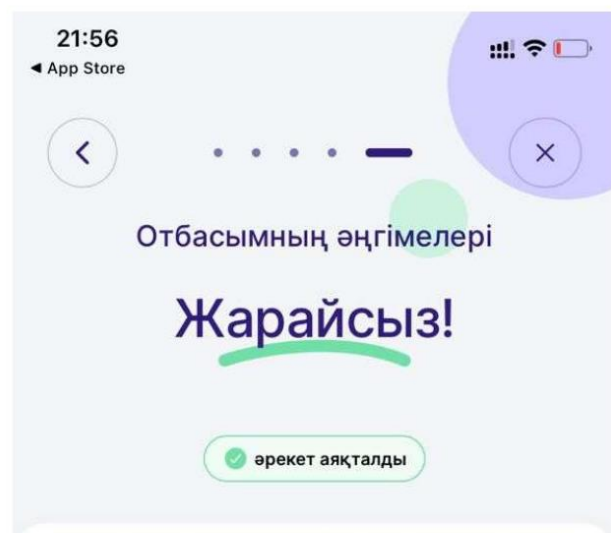 21:56
◀ App Store
Отбасымның әңгімелері
Жарайсыз!
әрекет аяқталды